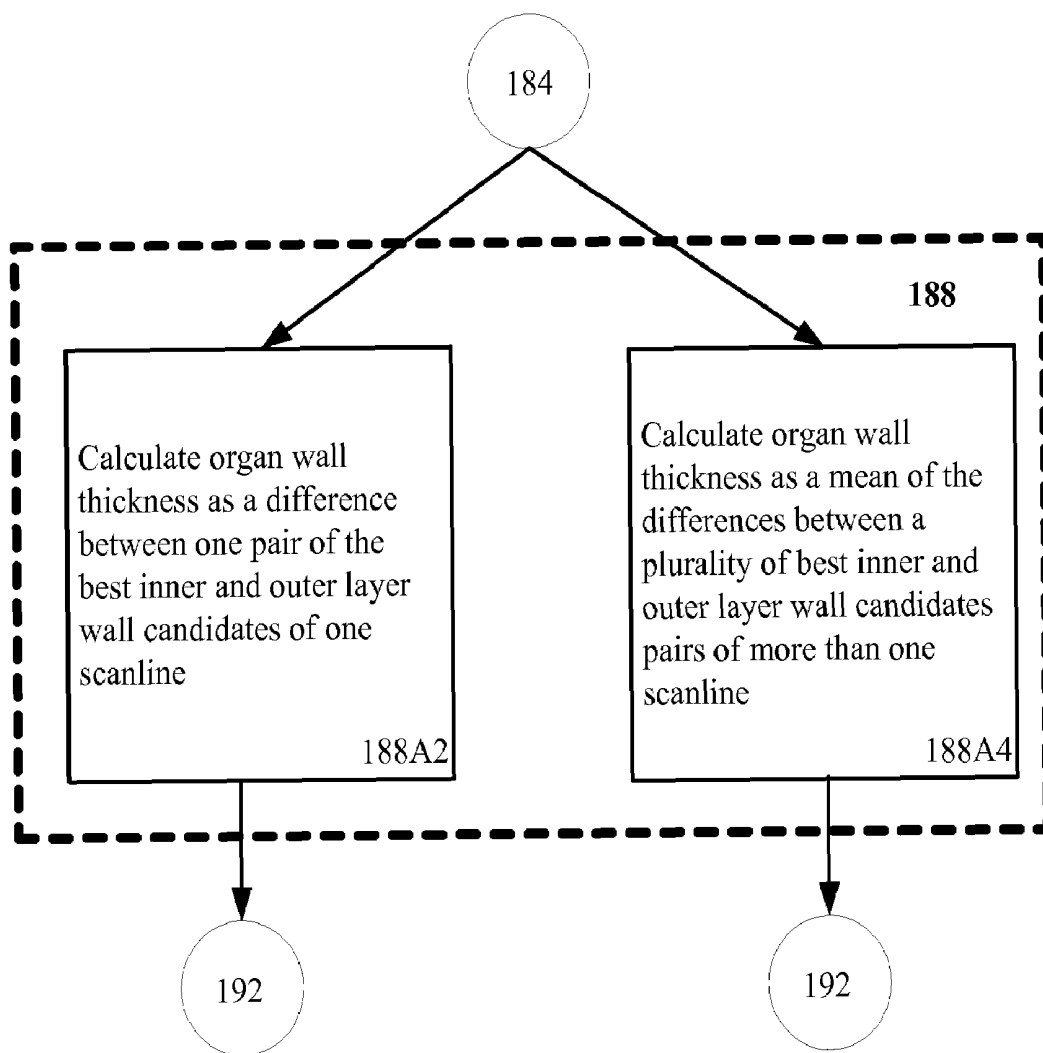 184
188
Calculate organ wall
thickness as a difference
between one pair of the
best inner and outer layer
wall candidates of one
scanline
188A2
Calculate organ wall
thickness as a mean of the
differences between a
plurality of best inner and
outer layer wall candidates
pairs of more than one
scanline
188A4
192
192